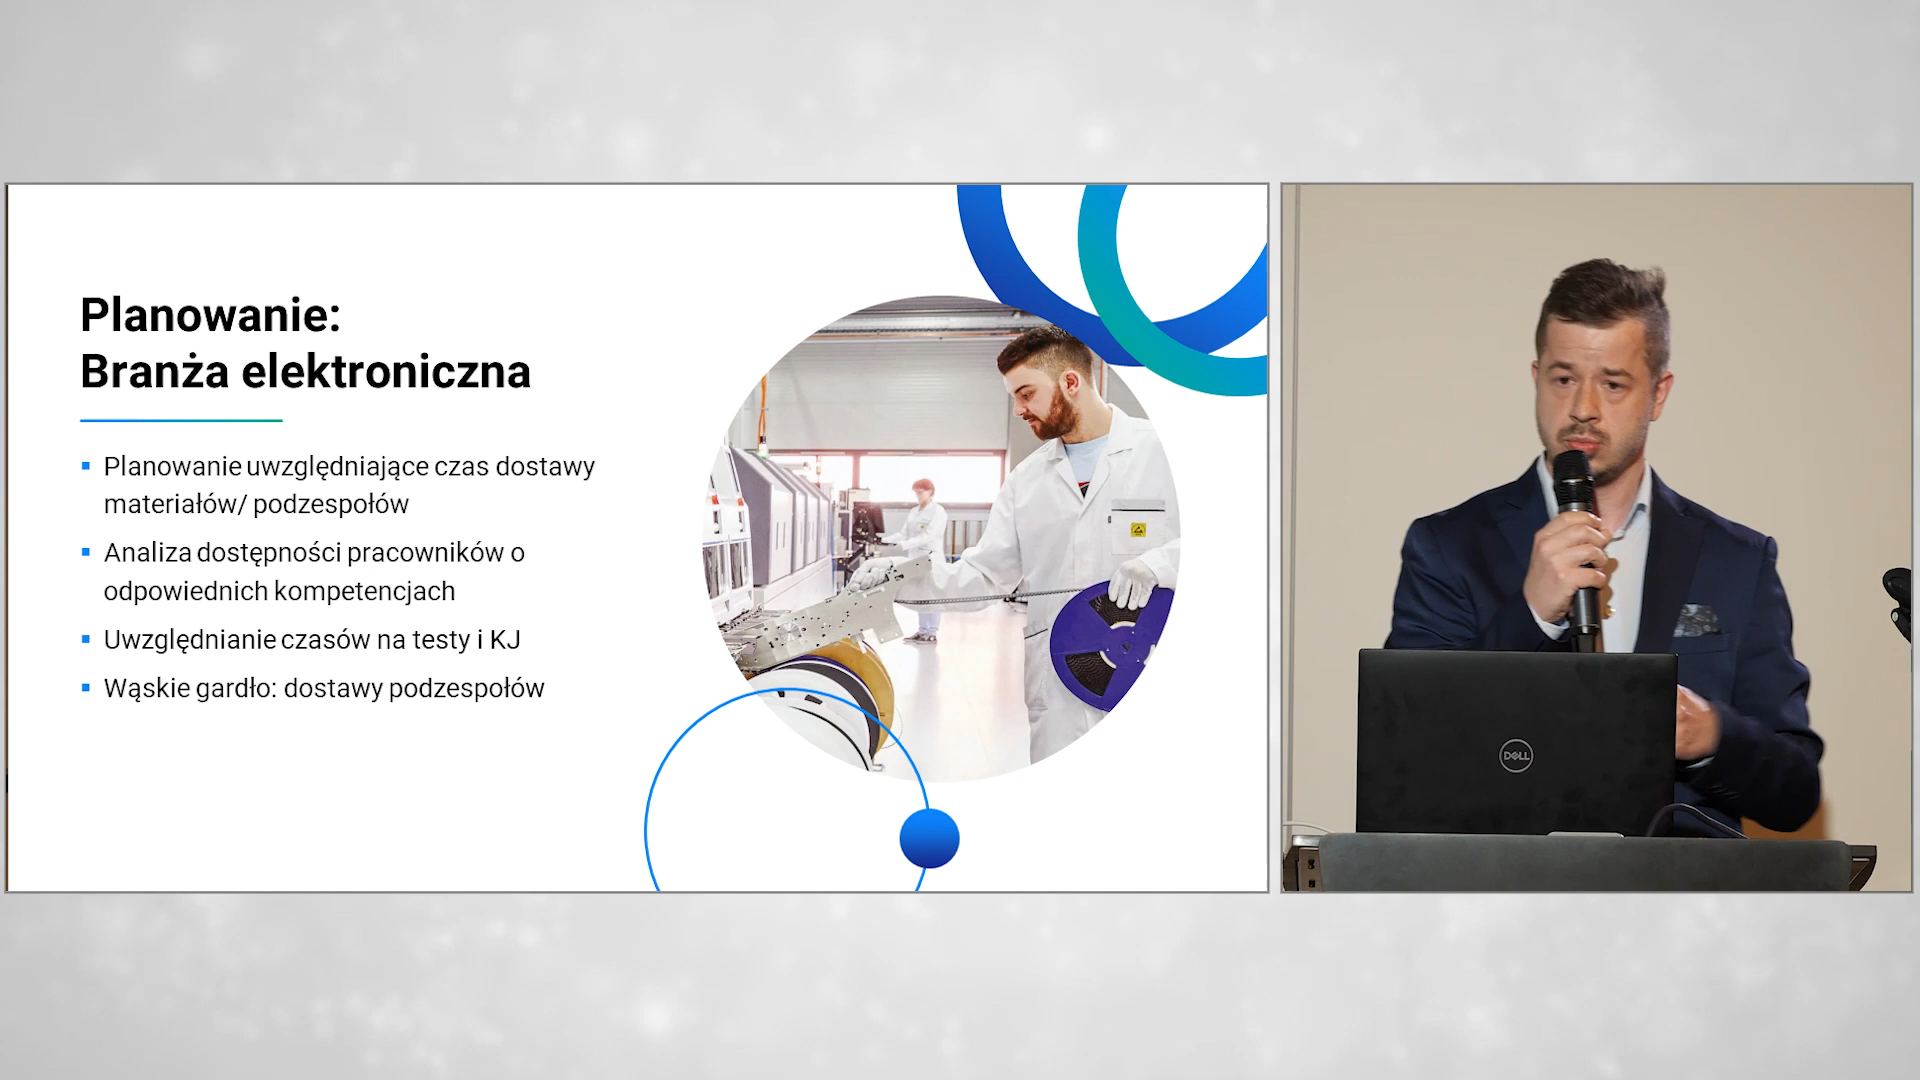 Planowanie:
Branża elektroniczna
Planowanie uwzględniające czas dostawy
materiałów/ podzespołów
Analiza dostępności pracowników o
odpowiednich kompetencjach
Uwzględnianie czasów na testy i KJ
Wąskie gardło: dostawy podzespołów
DELL